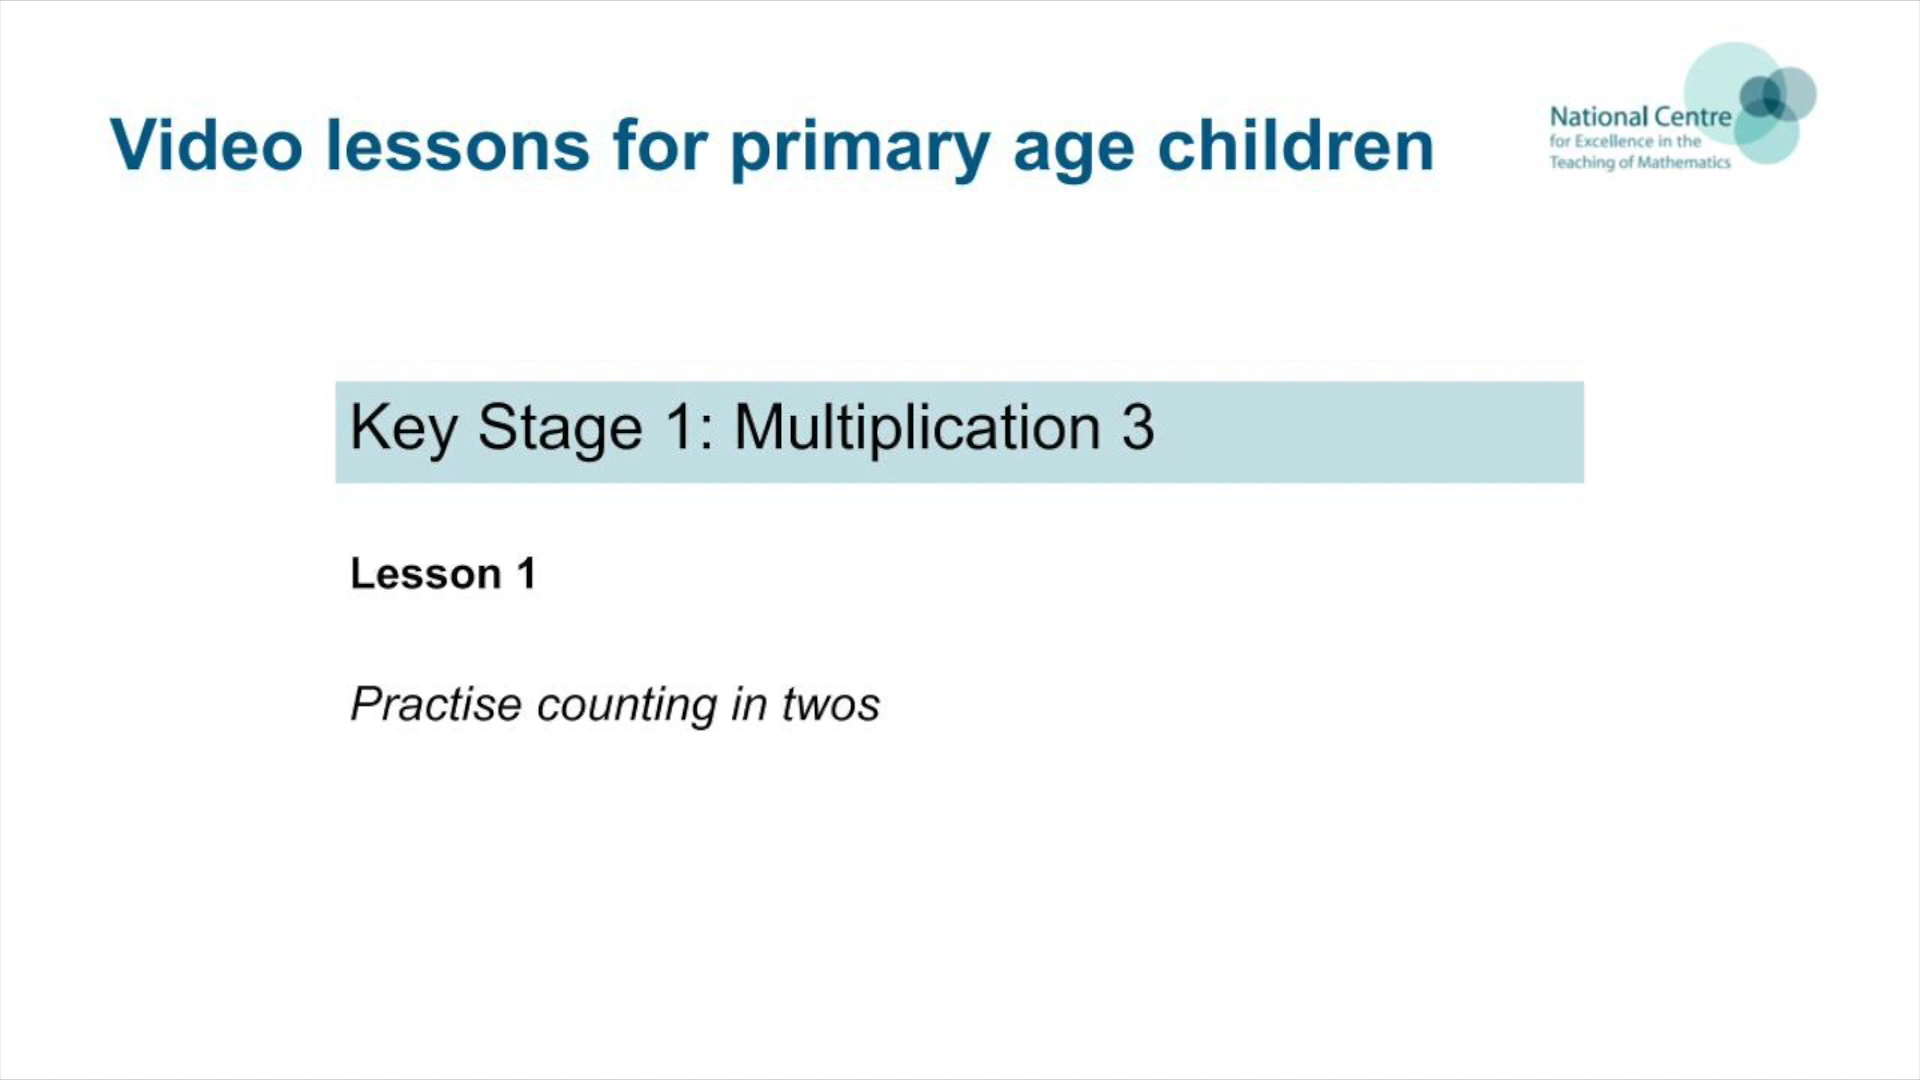 Video lessons for primary age children
National Centre
for Excellence in the
Teaching of Mathematics
Key Stage 1: Multiplication 3
Lesson 1
Practise counting in twos